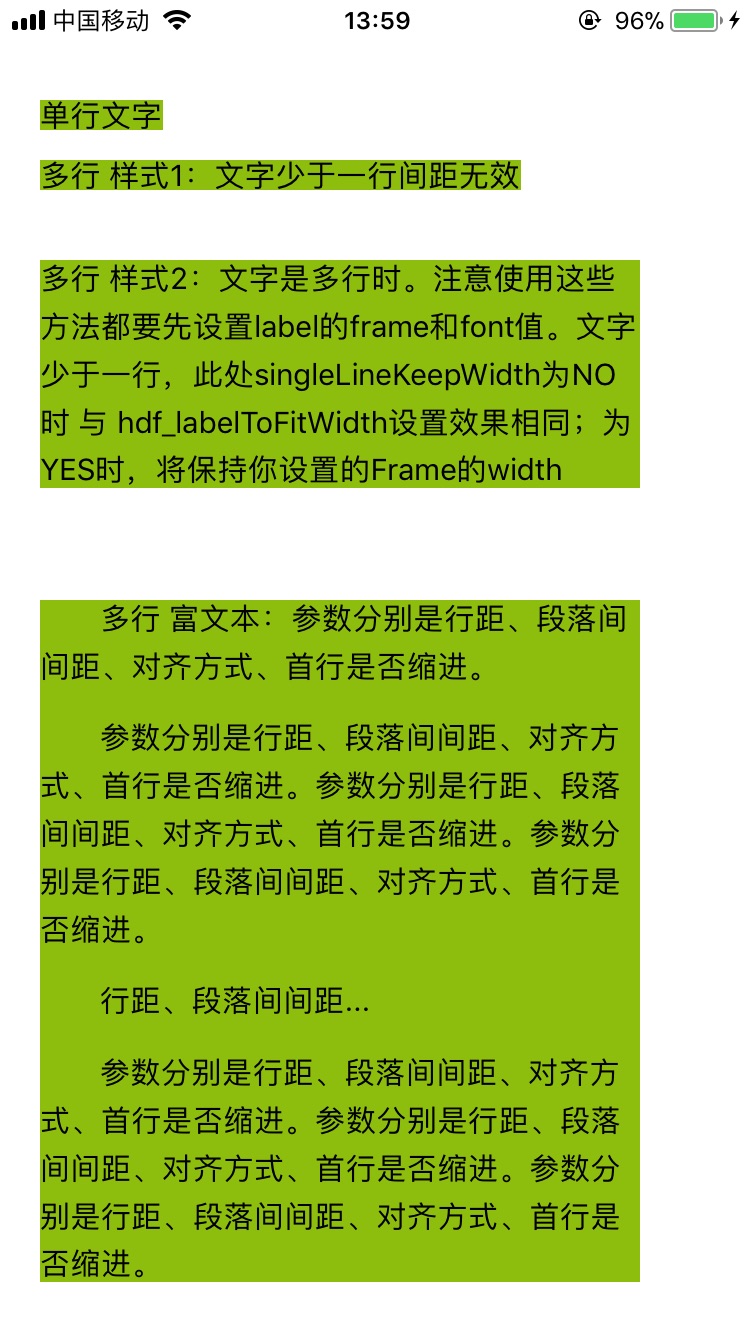 中国移动 13:59 96%
单行文字
多行 样式1：文字少于一行间距无效
多行 样式2：文字是多行时。注意使用这些
方法都要先设置label的frame和font值。文字
少于一行，此处singleLineKeepWidth为NO
时 与 hdf_labelToFitWidth设置效果相同；为
YES时，将保持你设置的Frame的width
多行 富文本：参数分别是行距、段落间
间距、对齐方式、首行是否缩进。
参数分别是行距、段落间间距、对齐方
式、首行是否缩进。参数分别是行距、段落
间间距、对齐方式、首行是否缩进。参数分
别是行距、段落间间距、对齐方式、首行是
否缩进。
行距、段落间间距...
参数分别是行距、段落间间距、对齐方
式、首行是否缩进。参数分别是行距、段落
间间距、对齐方式、首行是否缩进。参数分
别是行距、段落间间距、对齐方式、首行是
否缩进。